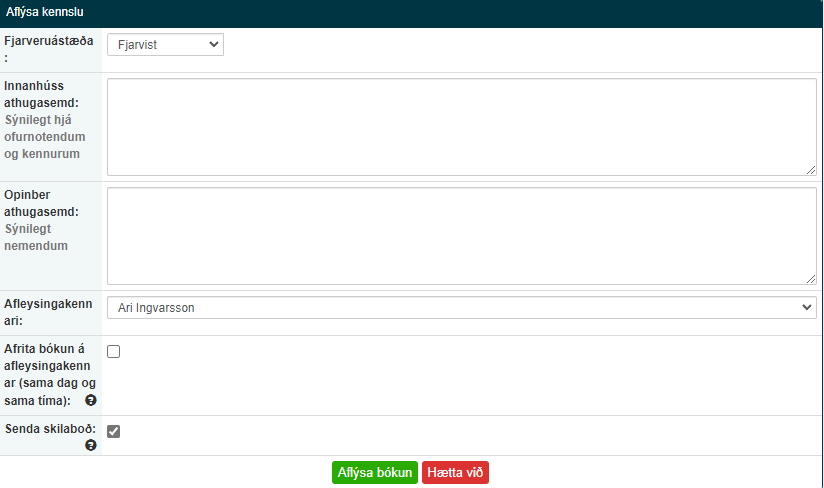 Aflýsa kennslu
Fjarveruástæða
:
Fjarvist
Innanhúss
athugasemd:
Sýnilegt hjá
ofurnotendum
og kennurum
Opinber
athugasemd:
Sýnilegt
nemendum
Afleysingakenn
ari:
Ari Ingvarsson
Afrita bókun á
afleysingakenn
ar (sama dag og
sama tíma):
Senda skilaboð:
Aflýsa bókun
Hætta við